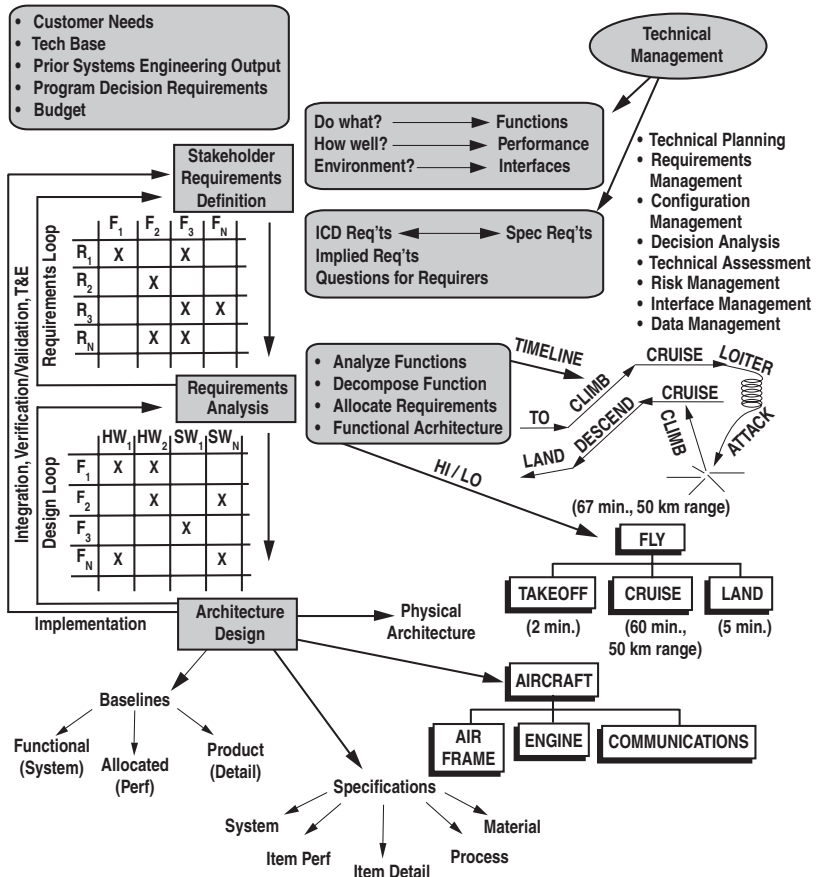 • Customer Needs
• Tech Base
• Prior Systems Engineering Output
• Program Decision Requirements
• Budget
Technical
Management
Do what? Functions
How well? Performance
Environment? Interfaces
• Technical Planning
• Requirements
Management
• Configuration
Management
• Decision Analysis
• Technical Assessment
• Risk Management
• Interface Management
• Data Management
ICD Req'ts Spec Req'ts
Implied Req'ts
Questions for Requirers
Stakeholder
Requirements
Definition
Integration, Verification/Validation, T&E
Requirements Loop
F1 F2 F3 FN
R1 X X
R2 X
R3 X X
RN X X
Requirements
Analysis
• Analyze Functions
• Decompose Function
• Allocate Requirements
• Functional Acrhitecture
TIMELINE
TO
CLIMB
CRUISE
LOITER
ATTACK
CLIMB
CRUISE
DESCEND
LAND
HI / LO
Design Loop
HW1 HW2 SW1 SWN
F1 X X
F2 X X
F3 X
FN X X
(67 min., 50 km range)
FLY
TAKEOFF CRUISE LAND
(2 min.) (60 min., (5 min.)
50 km range)
Implementation
Architecture
Design
Physical
Architecture
AIRCRAFT
AIR
FRAME
ENGINE
COMMUNICATIONS
Baselines
Functional
(System)
Allocated
(Perf)
Product
(Detail)
Specifications
System
Item Perf
Item Detail
Process
Material